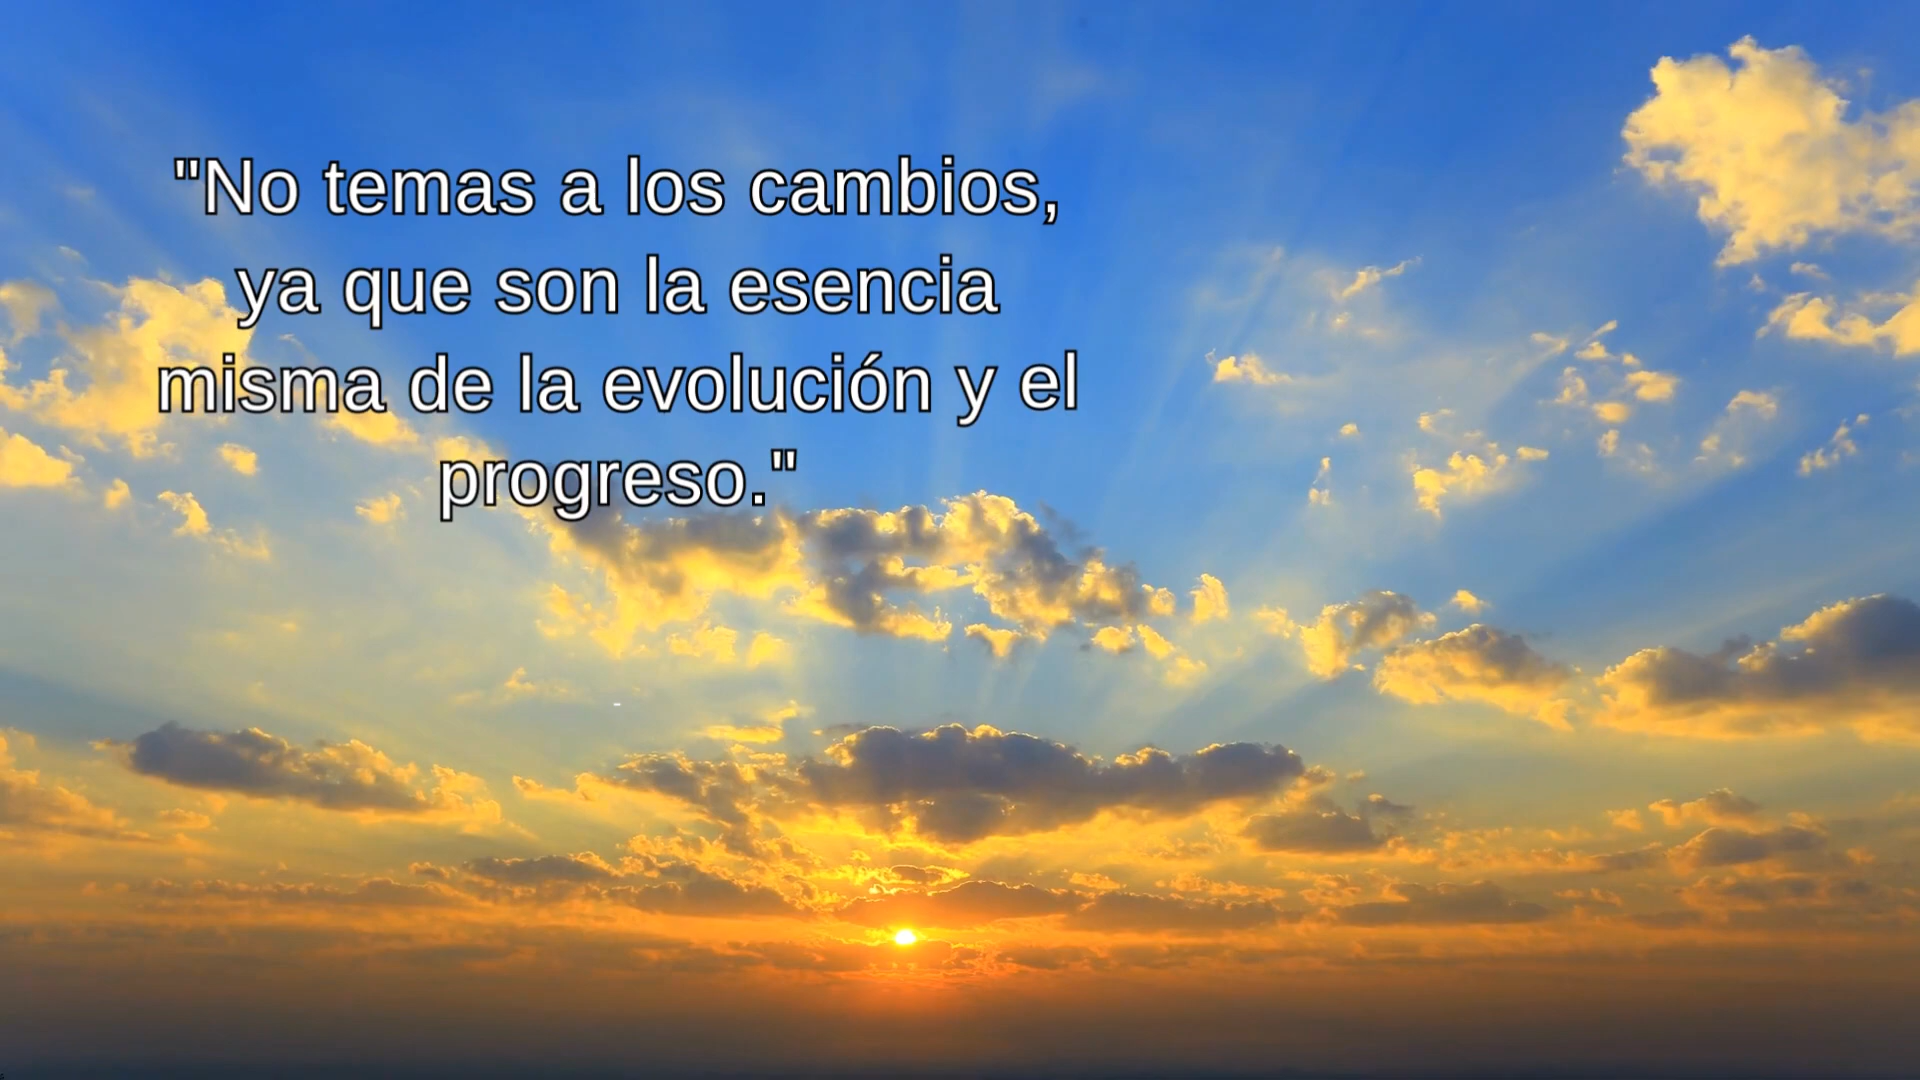 "No temas a los cambios,
ya que son la esencia
misma de la evolución y el
progreso."